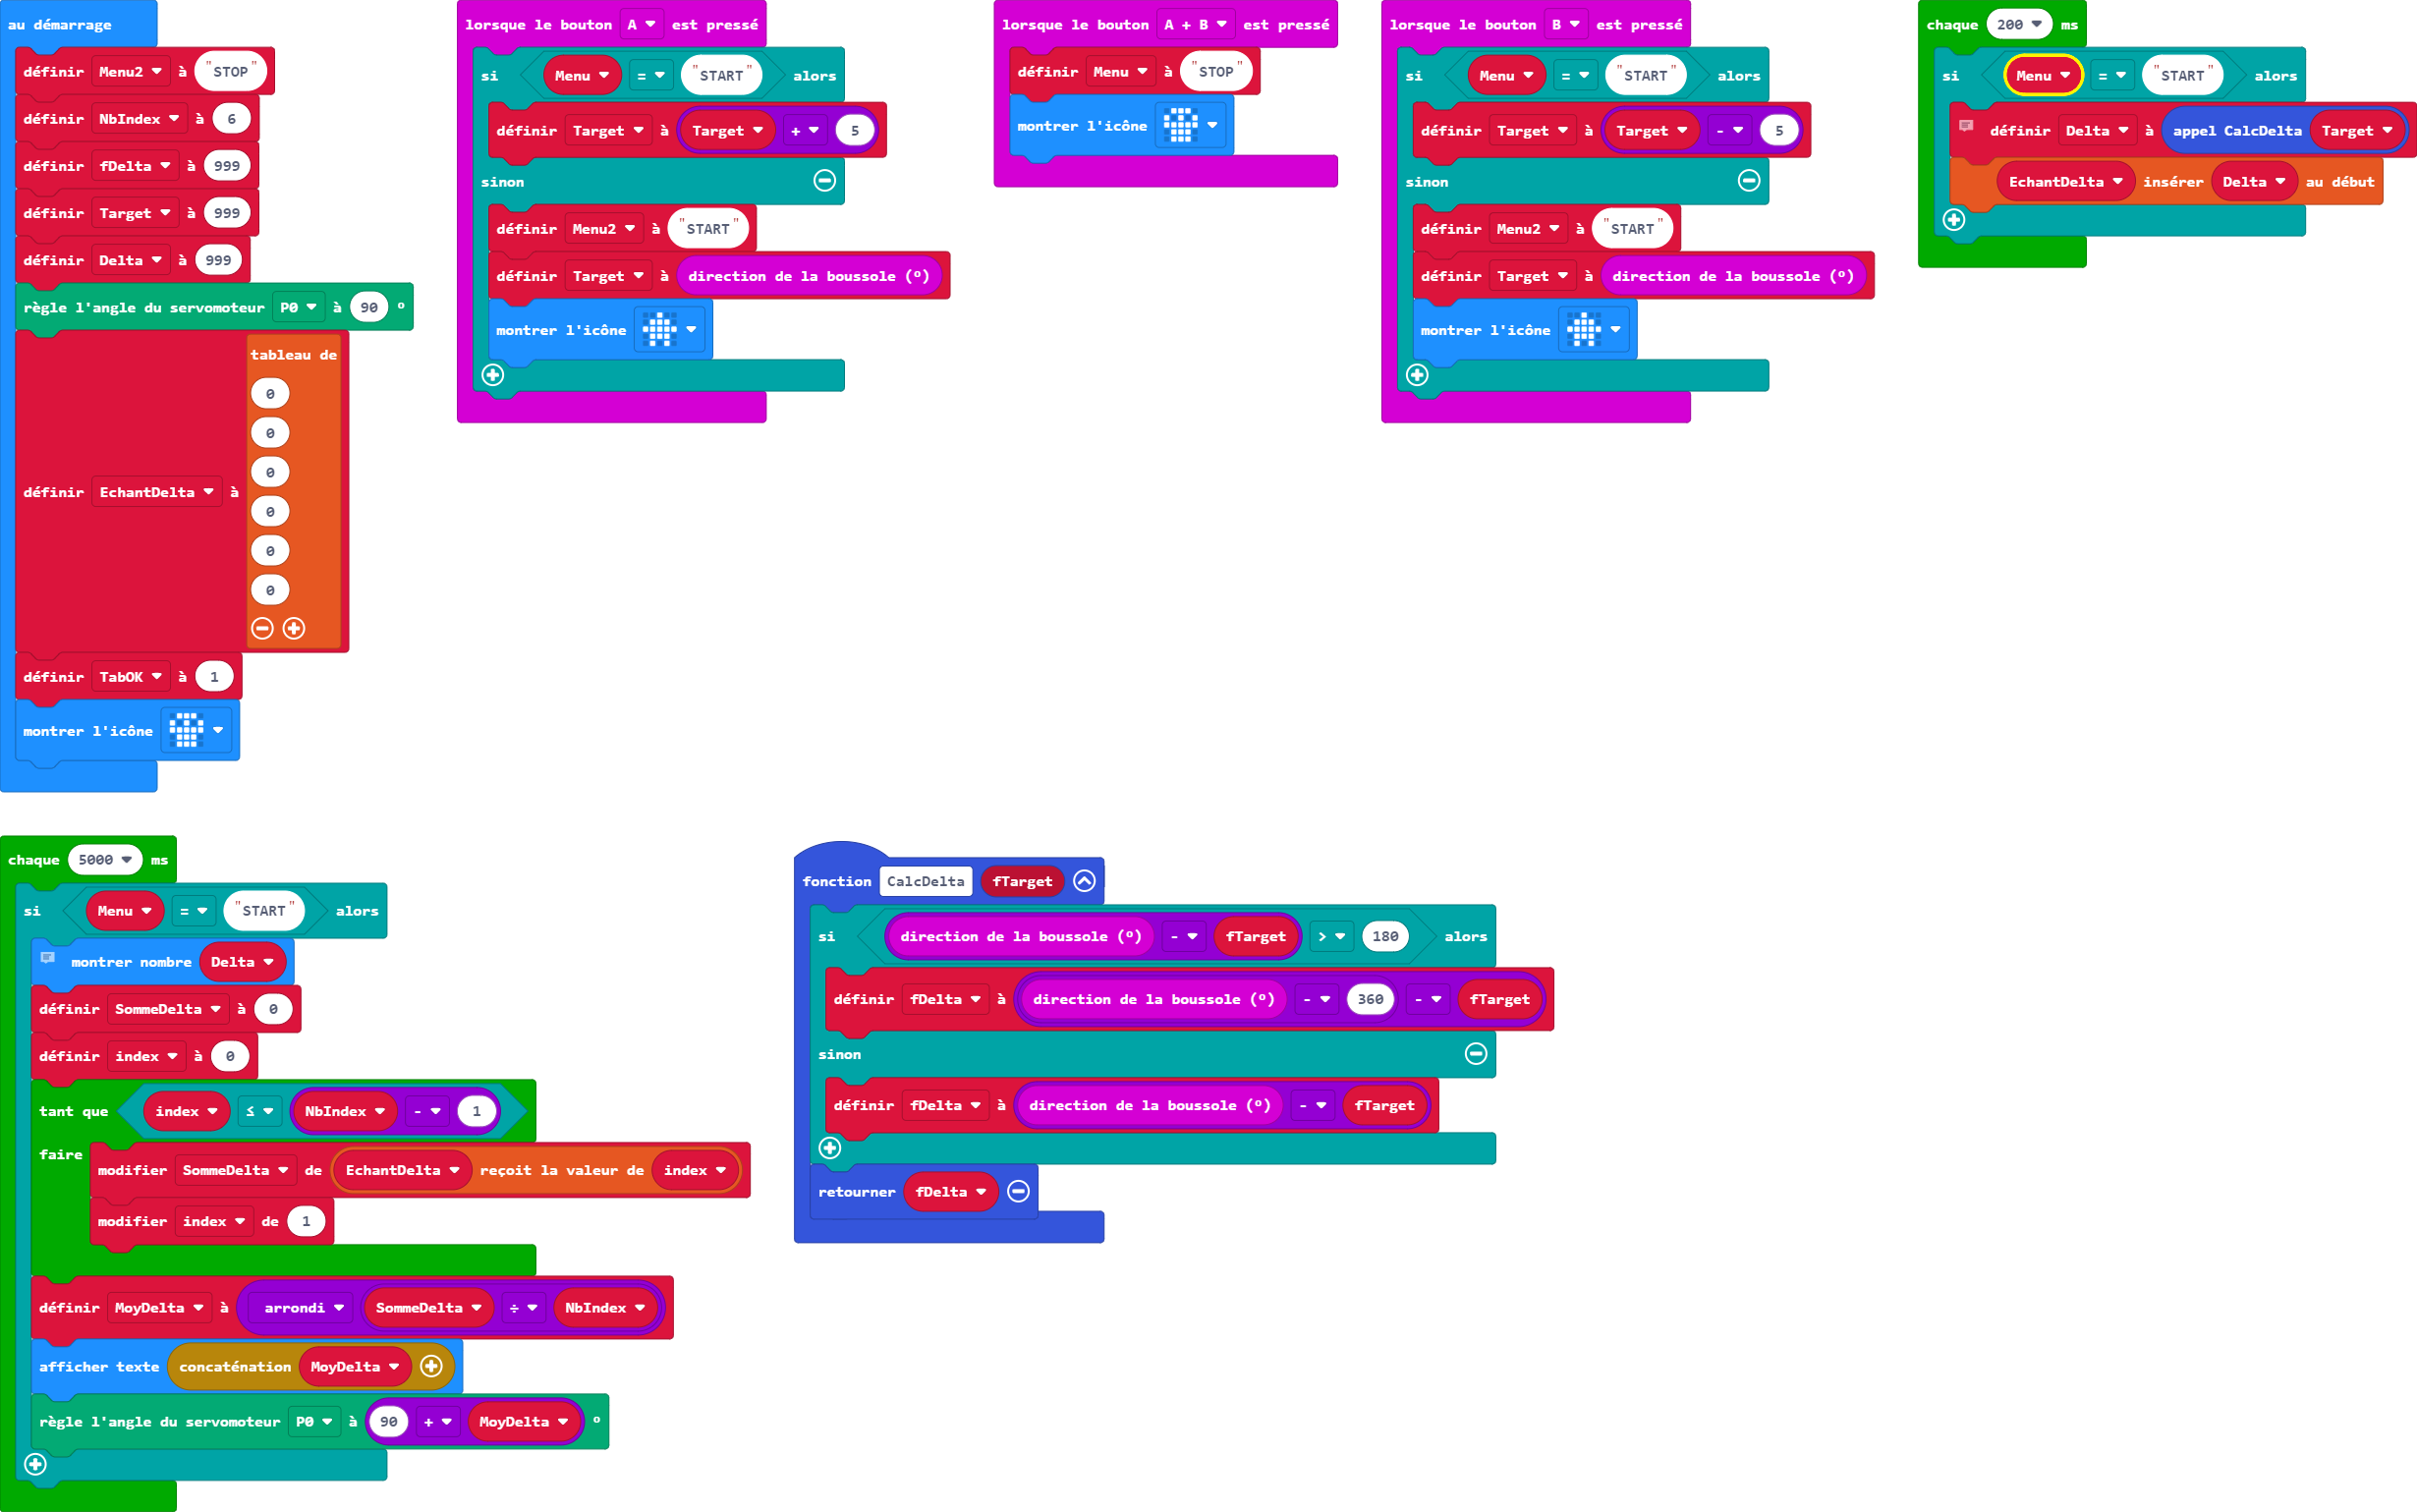 au démarrage
définir Menu2 à "STOP"
définir NbIndex à 6
définir fDelta à 999
définir Target à 999
définir Delta à 999
règle l'angle du servomoteur P0 à 90 °
définir EchantDelta à tableau de
0
0
0
0
0
0
définir TabOK à 1
montrer l'icône
lorsque le bouton A est pressé
si Menu = "START" alors
définir Target à Target + 5
sinon
définir Menu2 à "START"
définir Target à direction de la boussole (°)
montrer l'icône
lorsque le bouton A + B est pressé
définir Menu à "STOP"
montrer l'icône
lorsque le bouton B est pressé
si Menu = "START" alors
définir Target à Target - 5
sinon
définir Menu2 à "START"
définir Target à direction de la boussole (°)
montrer l'icône
chaque 200 ms
si Menu = "START" alors
définir Delta à appel CalcDelta Target
EchantDelta insérer Delta au début
chaque 5000 ms
si Menu = "START" alors
montrer nombre Delta
définir SommeDelta à 0
définir index à 0
tant que index ≤ NbIndex - 1
faire
modifier SommeDelta de EchantDelta reçoit la valeur de index
modifier index de 1
définir MoyDelta à arrondi SommeDelta ÷ NbIndex
afficher texte concaténation MoyDelta
règle l'angle du servomoteur P0 à 90 + MoyDelta °
fonction CalcDelta fTarget
si direction de la boussole (°) - fTarget > 180 alors
définir fDelta à direction de la boussole (°) - 360 - fTarget
sinon
définir fDelta à direction de la boussole (°) - fTarget
retourner fDelta